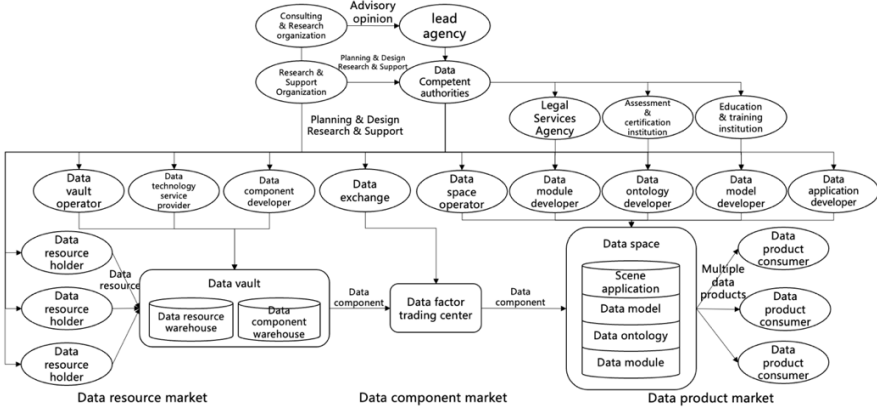 Consulting
& Research
organization
Advisory
opinion
lead
agency
Research &
Support
Organization
Planning & Design
Research & Support
Data
Competent
authorities
Planning & Design
Research & Support
Legal
Services
Agency
Assessment
&
certification
institution
Education
& training
institution
Data
vault
operator
Data
technology
service
provider
Data
component
developer
Data
exchange
Data
space
operator
Data
module
developer
Data
ontology
developer
Data
model
developer
Data
application
developer
Data
resource
holder
Data
resource
holder
Data
resource
holder
Data
resource
Data vault
Data resource
warehouse
Data
component
warehouse
Data
component
Data factor
trading center
Data
component
Data space
Scene
application
Data model
Data ontology
Data module
Multiple
data
products
Data
product
consumer
Data
product
consumer
Data
product
consumer
Data resource market
Data component market
Data product market